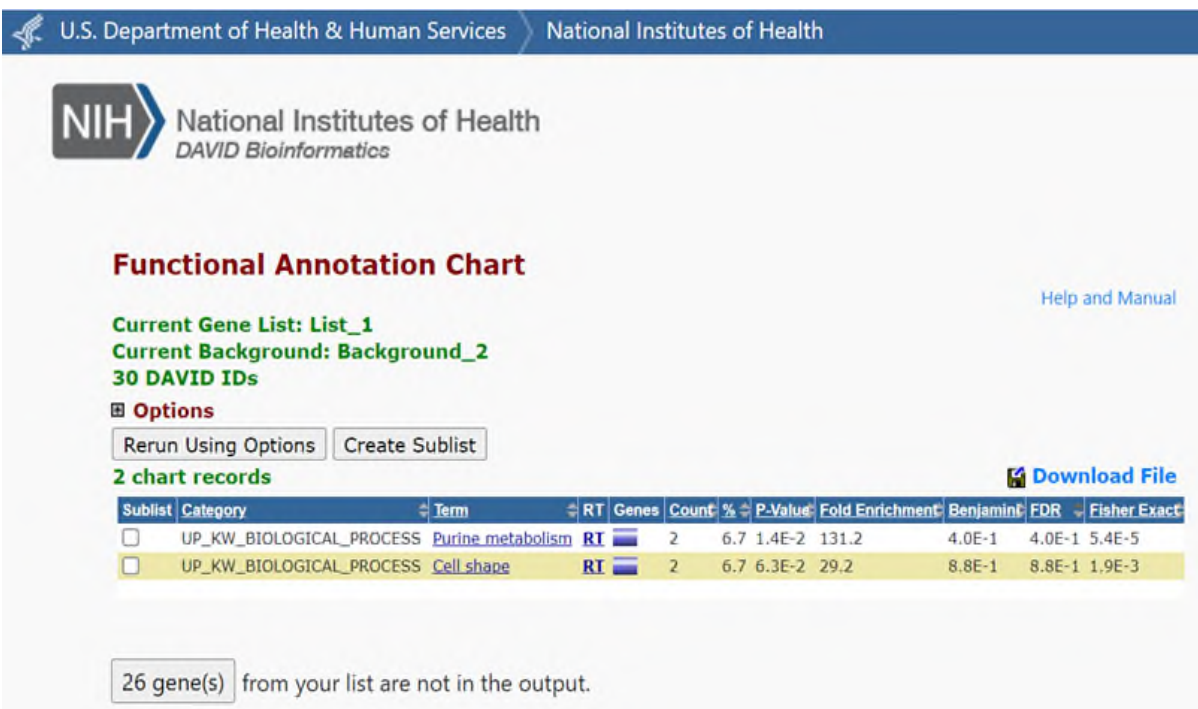 U.S. Department of Health & Human Services National Institutes of Health
NIH National Institutes of Health
DAVID Bioinformatics
Functional Annotation Chart
Help and Manual
Current Gene List: List_1
Current Background: Background_2
30 DAVID IDs
Options
Rerun Using Options Create Sublist
2 chart records Download File
Sublist Category Term RT Genes Count % P-Value Fold Enrichment Benjamini FDR Fisher Exact
UP_KW_BIOLOGICAL_PROCESS Purine metabolism RT 2 6.7 1.4E-2 131.2 4.0E-1 4.0E-1 5.4E-5
UP_KW_BIOLOGICAL_PROCESS Cell shape RT 2 6.7 6.3E-2 29.2 8.8E-1 8.8E-1 1.9E-3
26 gene(s) from your list are not in the output.